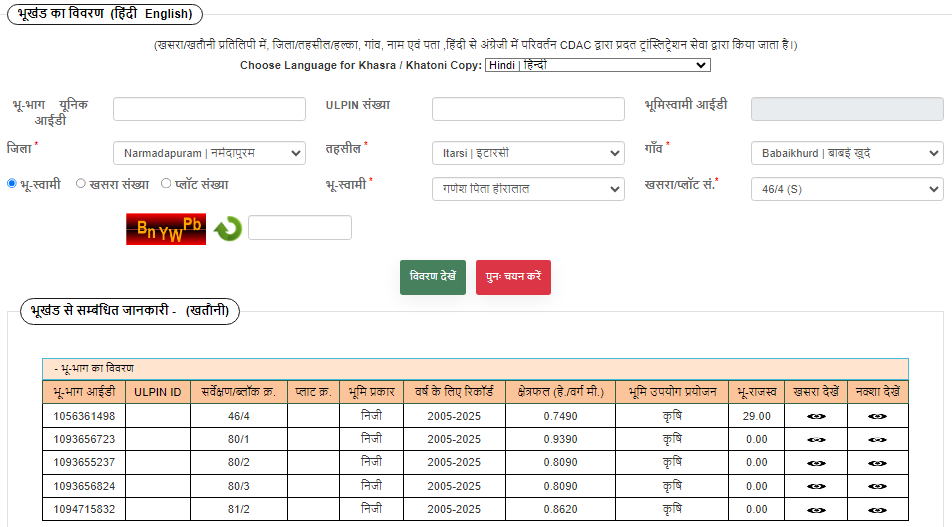 भूखंड का विवरण (हिंदी English)
(खसरा/खतौनी प्रतिलिपी में, जिला/तहसील/हल्का, गांव, नाम एवं पता ,हिंदी से अंग्रेजी में परिवर्तन CDAC द्वारा प्रदत ट्रांस्लिट्रेशन सेवा द्वारा किया जाता है।)
Choose Language for Khasra / Khatoni Copy: Hindi | हिन्दी
भू-भाग यूनिक आईडी ULPIN संख्या भूमिस्वामी आईडी
जिला * Narmadapuram | नर्मदापुरम तहसील * Itarsi | इटारसी गाँव * Babaikhurd | बाबई खुर्द
भू-स्वामी खसरा संख्या प्लॉट संख्या भू-स्वामी * गणेश पिता हीरालाल खसरा/प्लॉट सं.* 46/4 (S)
BnYWPb
विवरण देखें पुनः चयन करें
भूखंड से सम्बंधित जानकारी - (खतौनी)
- भू-भाग का विवरण
भू-भाग आईडी ULPIN ID सर्वेक्षण/ब्लॉक क्र. प्लाट क्र. भूमि प्रकार वर्ष के लिए रिकॉर्ड क्षेत्रफल (हे./वर्ग मी.) भूमि उपयोग प्रयोजन भू-राजस्व खसरा देखें नक्शा देखें
1056361498 46/4 निजी 2005-2025 0.7490 कृषि 29.00
1093656723 80/1 निजी 2005-2025 0.9390 कृषि 0.00
1093655237 80/2 निजी 2005-2025 0.8090 कृषि 0.00
1093656824 80/3 निजी 2005-2025 0.8090 कृषि 0.00
1094715832 81/2 निजी 2005-2025 0.8620 कृषि 0.00